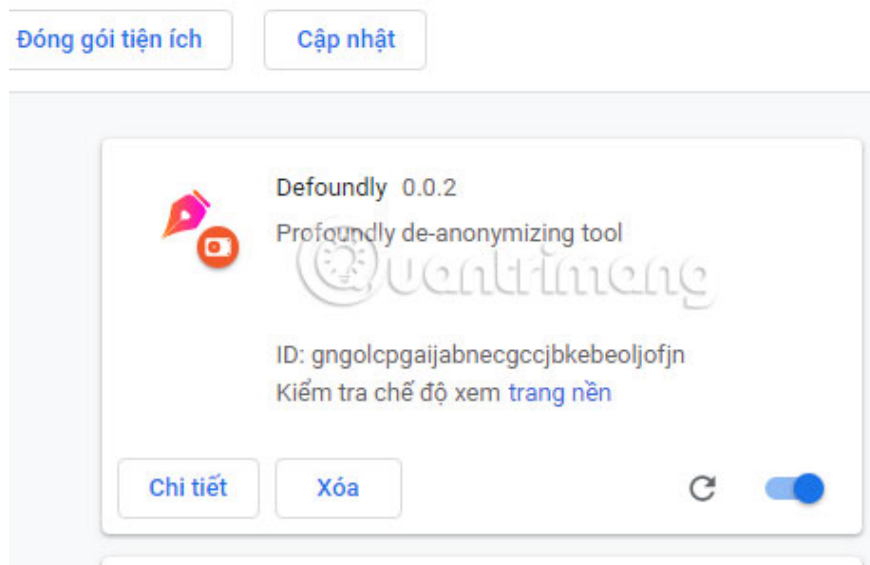 Đóng gói tiện ích
Cập nhật
Defoundly 0.0.2
Profoundly de-anonymizing tool
Quantrimang
ID: gngolcpgaijabnecgccjbkebeoljofjn
Kiểm tra chế độ xem trang nền
Chi tiết
Xóa